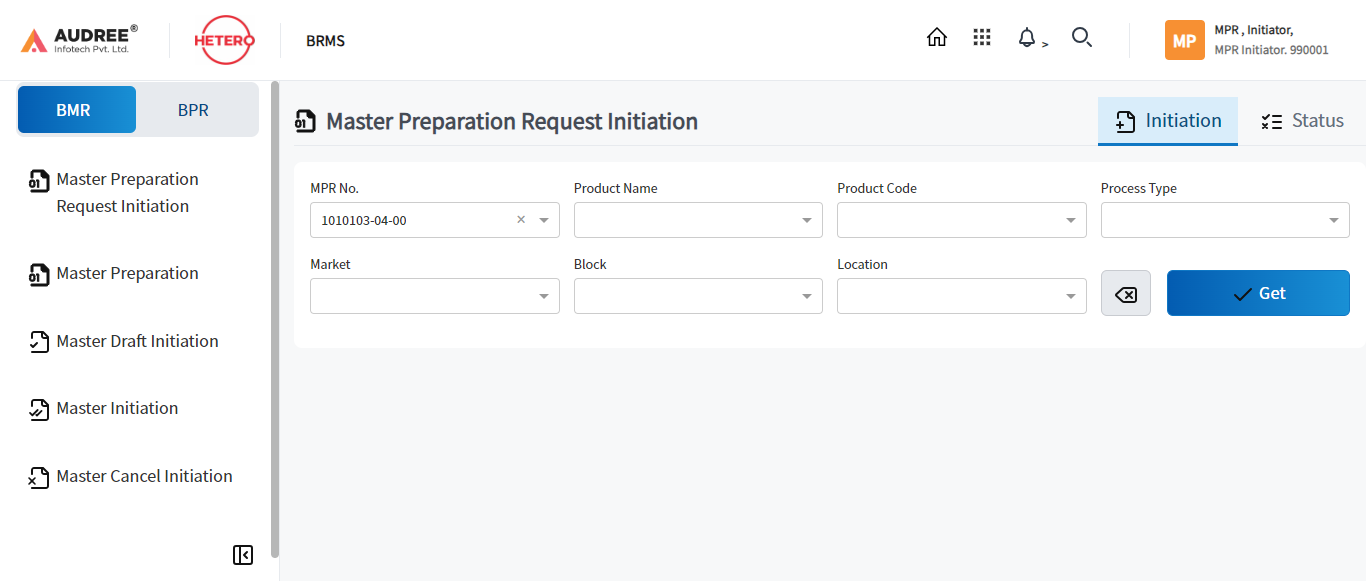 AUDREE®
Infotech Pvt. Ltd.
HETERO
BRMS
>
MP
MPR , Initiator,
MPR Initiator. 990001
BMR
BPR
Master Preparation
Request Initiation
Master Preparation
Master Draft Initiation
Master Initiation
Master Cancel Initiation
01 Master Preparation Request Initiation
Initiation
Status
MPR No.
Product Name
Product Code
Process Type
1010103-04-00 ×
Market
Block
Location
Get